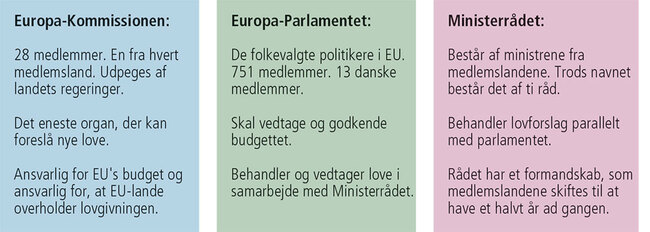 Europa-Kommissionen:
28 medlemmer. En fra hvert
medlemsland. Udpeges af
landets regeringer.
Det eneste organ, der kan
foreslå nye love.
Ansvarlig for EU's budget og
ansvarlig for, at EU-lande
overholder lovgivningen.
Europa-Parlamentet:
De folkevalgte politikere i EU.
751 medlemmer. 13 danske
medlemmer.
Skal vedtage og godkende
budgettet.
Behandler og vedtager love i
samarbejde med Ministerrådet.
Ministerrådet:
Består af ministrene fra
medlemslandene. Trods navnet
består det af ti råd.
Behandler lovforslag parallelt
med parlamentet.
Rådet har et formandskab, som
medlemslandene skiftes til at
have et halvt år ad gangen.